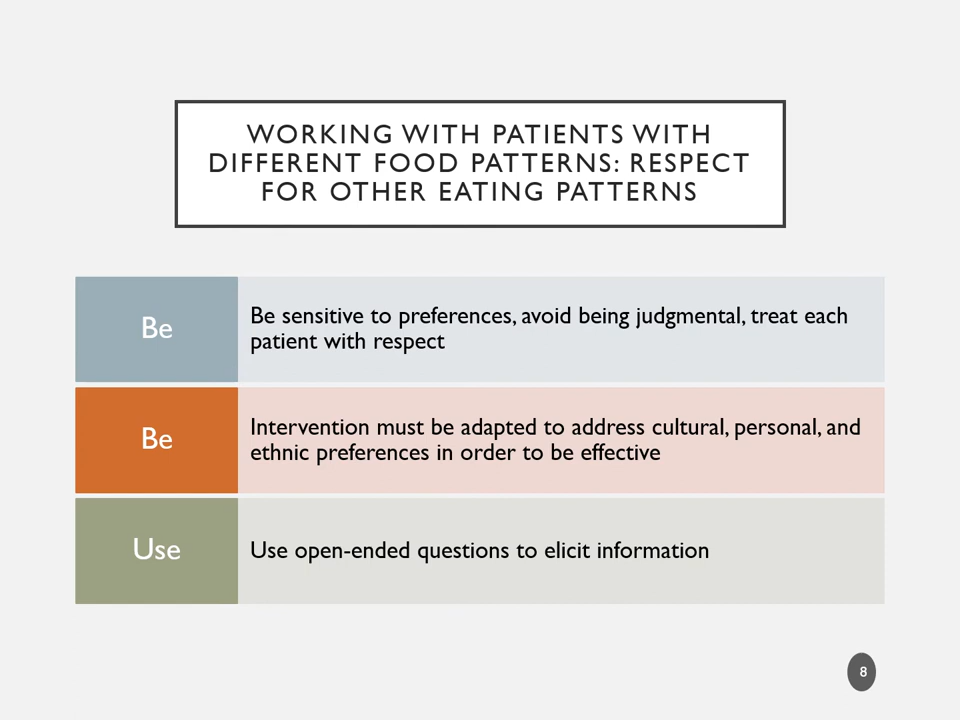 WORKING WITH PATIENTS WITH
DIFFERENT FOOD PATTERNS: RESPECT
FOR OTHER EATING PATTERNS
Be
Be sensitive to preferences, avoid being judgmental, treat each
patient with respect
Be
Intervention must be adapted to address cultural, personal, and
ethnic preferences in order to be effective
Use
Use open-ended questions to elicit information
8